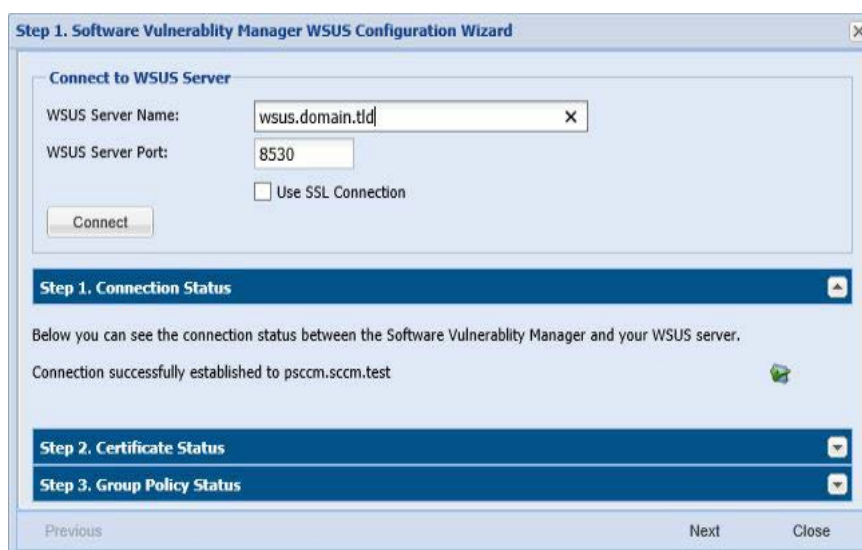 Step 1. Software Vulnerablity Manager WSUS Configuration Wizard
Connect to WSUS Server
WSUS Server Name: wsus.domain.tld
WSUS Server Port: 8530
Use SSL Connection
Connect
Step 1. Connection Status
Below you can see the connection status between the Software Vulnerablity Manager and your WSUS server.
Connection successfully established to psccm.sccm.test
Step 2. Certificate Status
Step 3. Group Policy Status
Previous Next Close